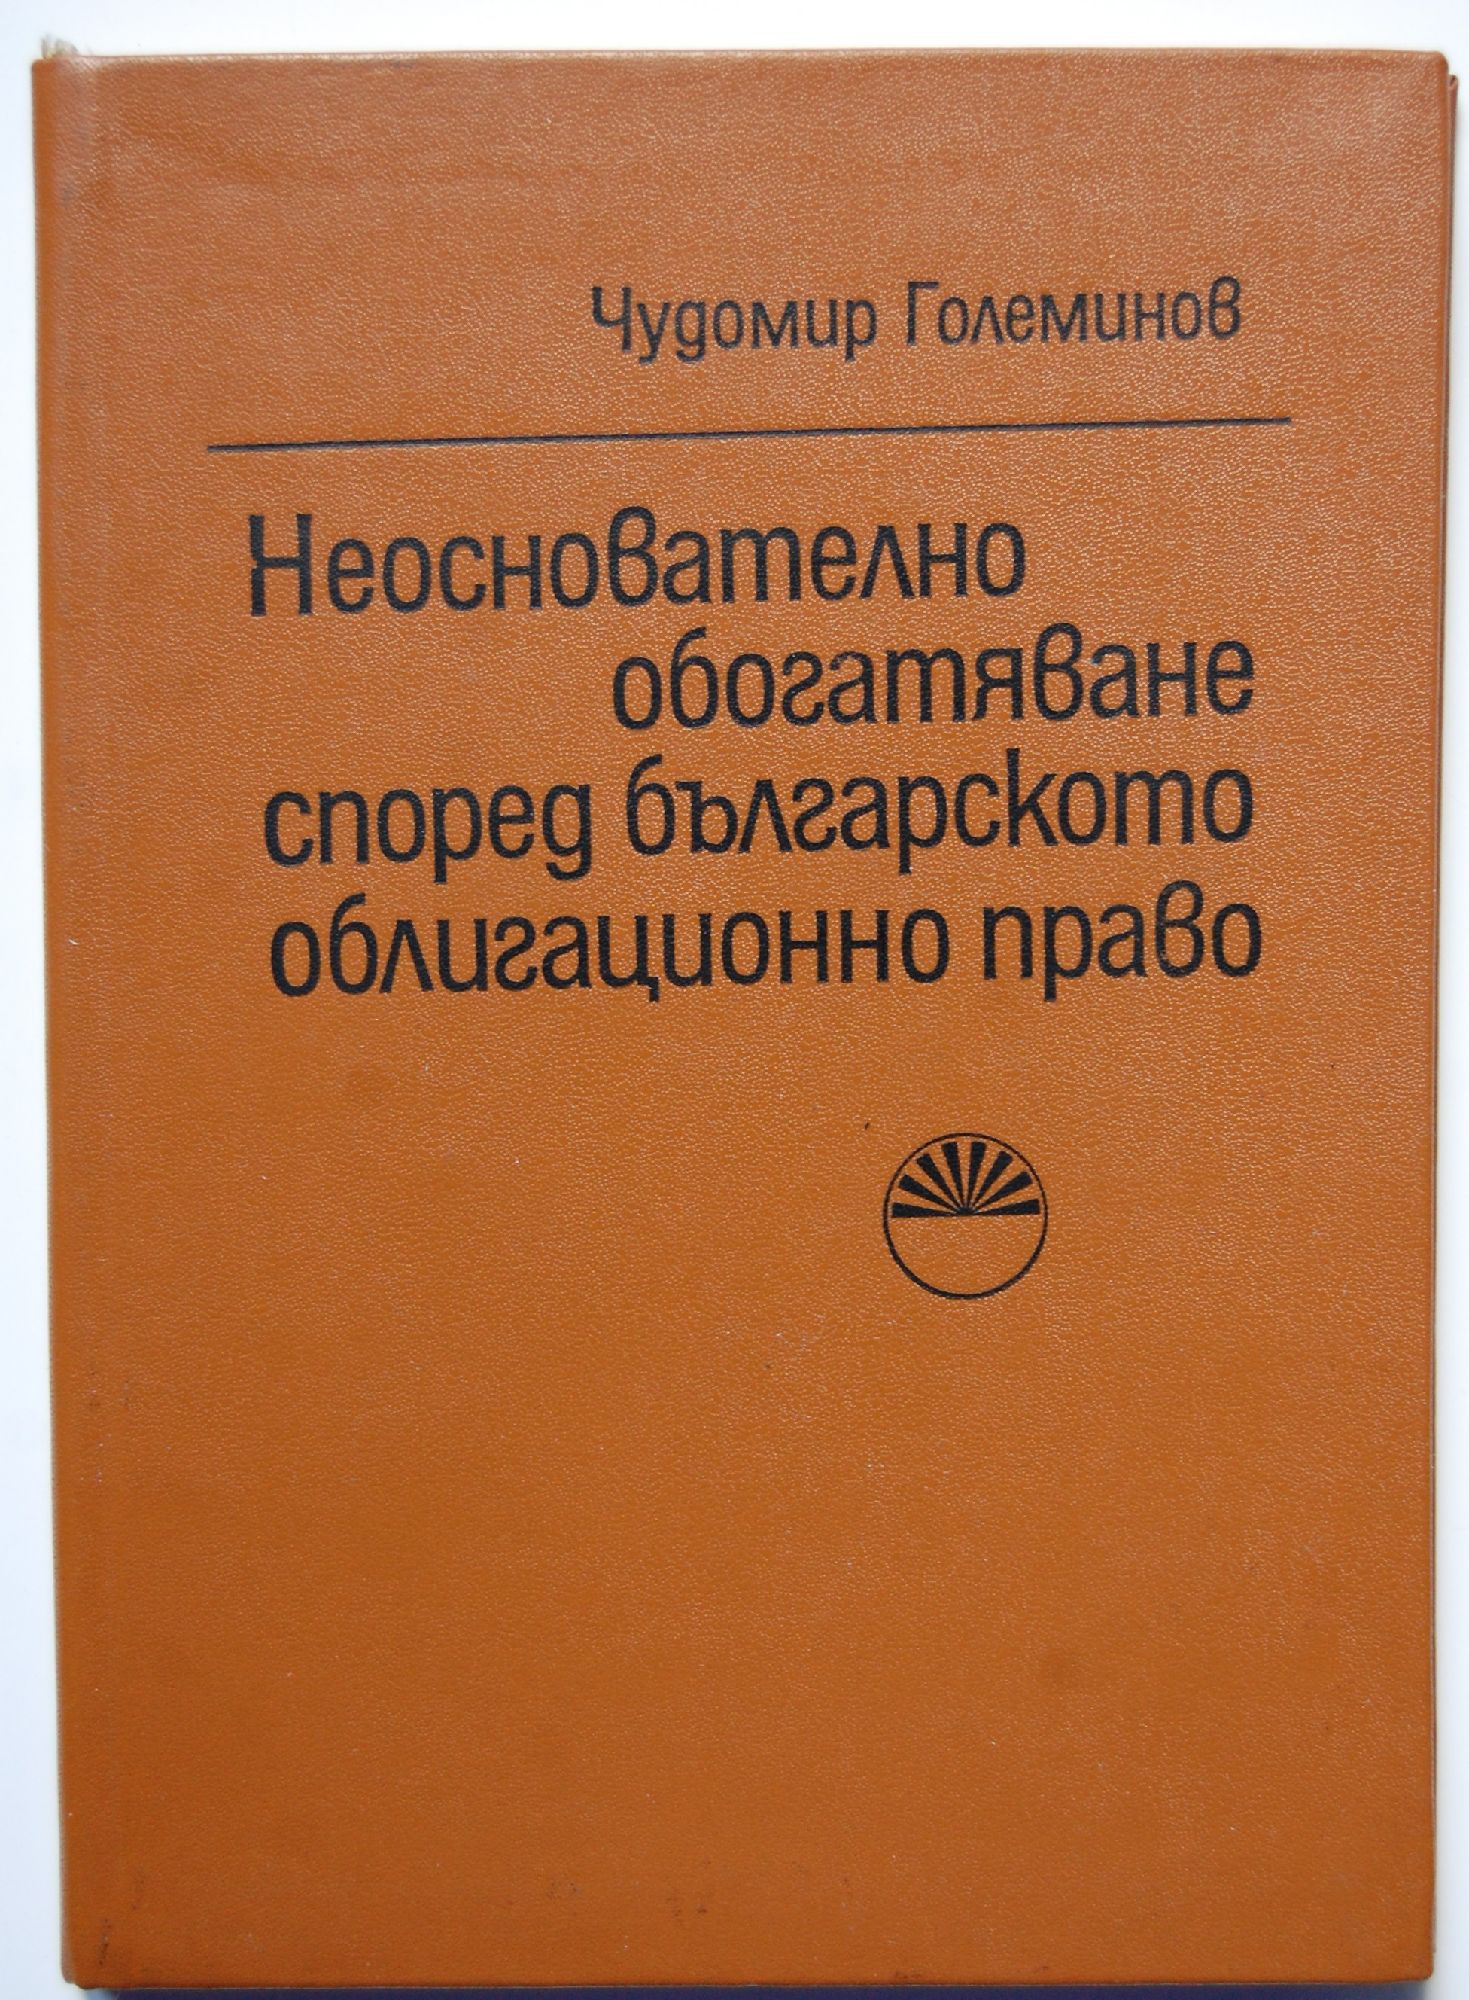 Чудомир Големинов
Неоснователно
обогатяване
според българското
облигационно право